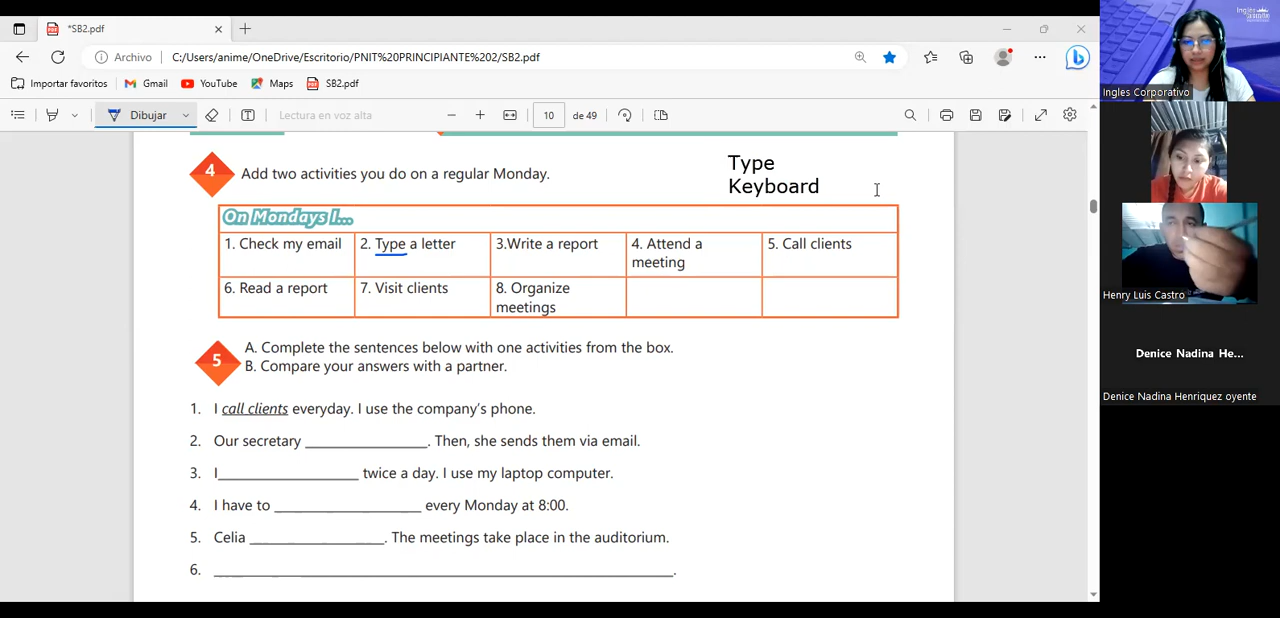 *SB2.pdf
Archivo
C:/Users/anime/OneDrive/Escritorio/PNIT%20PRINCIPIANTE%202/SB2.pdf
Importar favoritos
Gmail
YouTube
Maps
SB2.pdf
Dibujar
Lectura en voz alta
10
de 49
4
Add two activities you do on a regular Monday.
Type
Keyboard
On Mondays I...
1. Check my email
2. Type a letter
3.Write a report
4. Attend a
meeting
5. Call clients
6. Read a report
7. Visit clients
8. Organize
meetings
5
A. Complete the sentences below with one activities from the box.
B. Compare your answers with a partner.
1. I call clients everyday. I use the company's phone.
2. Our secretary ______________. Then, she sends them via email.
3. I________________ twice a day. I use my laptop computer.
4. I have to _________________ every Monday at 8:00.
5. Celia ________________. The meetings take place in the auditorium.
6. ______________________________________________________.
Ingles Corporativo
Henry Luis Castro
Denice Nadina He...
Denice Nadina Henriquez oyente